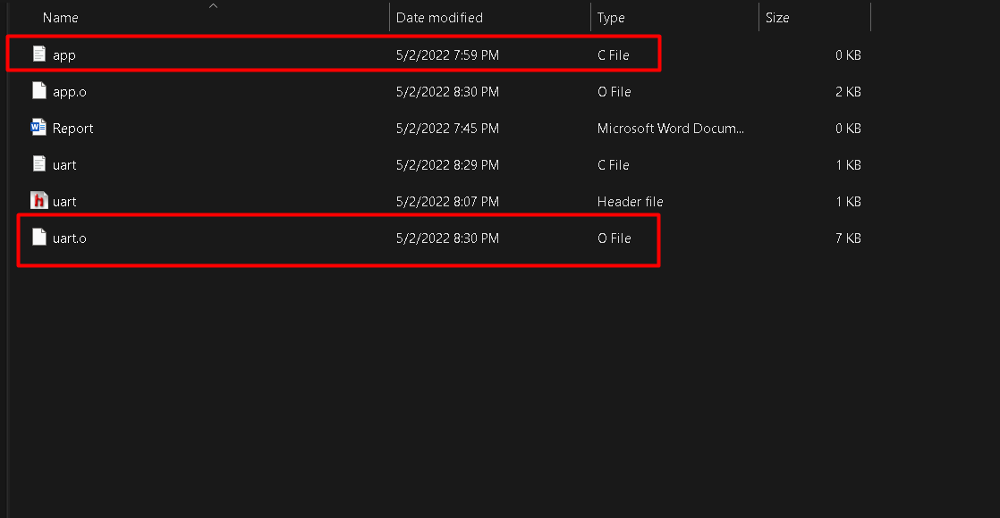 Name Date modified Type Size
app 5/2/2022 7:59 PM C File 0 KB
app.o 5/2/2022 8:30 PM O File 2 KB
Report 5/2/2022 7:45 PM Microsoft Word Docum... 0 KB
uart 5/2/2022 8:29 PM C File 1 KB
uart 5/2/2022 8:07 PM Header file 1 KB
uart.o 5/2/2022 8:30 PM O File 7 KB